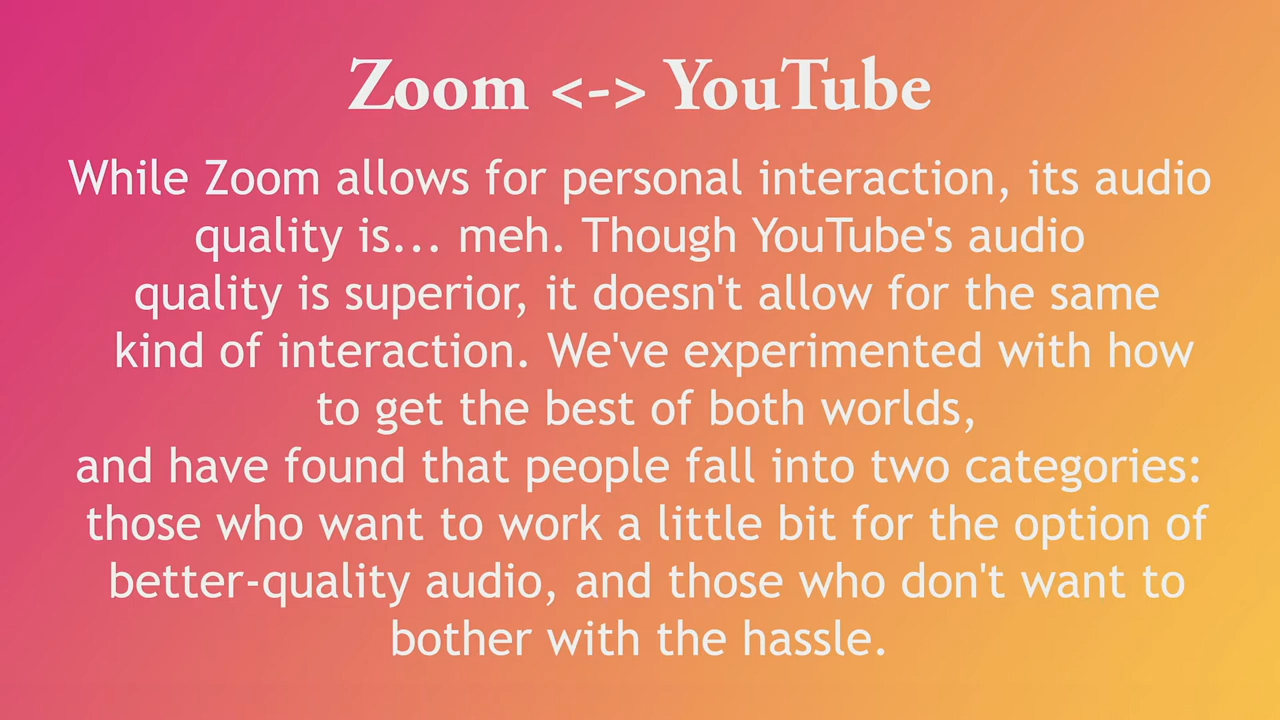 Zoom <-> YouTube
While Zoom allows for personal interaction, its audio
quality is... meh. Though YouTube's audio
quality is superior, it doesn't allow for the same
kind of interaction. We've experimented with how
to get the best of both worlds,
and have found that people fall into two categories:
those who want to work a little bit for the option of
better-quality audio, and those who don't want to
bother with the hassle.